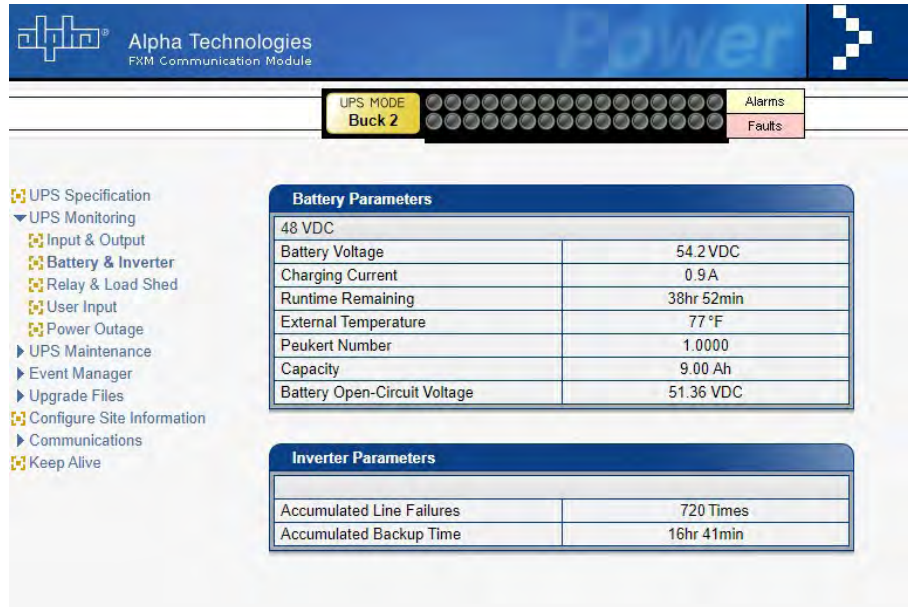 alpha®
Alpha Technologies
FXM Communication Module
Power
UPS MODE
Buck 2
Alarms
Faults
UPS Specification
UPS Monitoring
Input & Output
Battery & Inverter
Relay & Load Shed
User Input
Power Outage
UPS Maintenance
Event Manager
Upgrade Files
Configure Site Information
Communications
Keep Alive
Battery Parameters
48 VDC
Battery Voltage 54.2 VDC
Charging Current 0.9 A
Runtime Remaining 38hr 52min
External Temperature 77 °F
Peukert Number 1.0000
Capacity 9.00 Ah
Battery Open-Circuit Voltage 51.36 VDC
Inverter Parameters
Accumulated Line Failures 720 Times
Accumulated Backup Time 16hr 41min